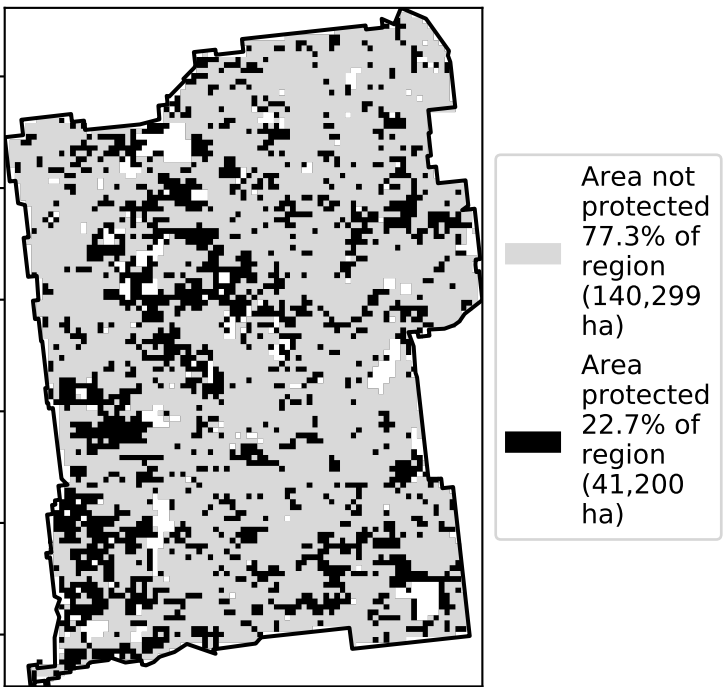 Area not
protected
77.3% of
region
(140,299
ha)
Area
protected
22.7% of
region
(41,200
ha)